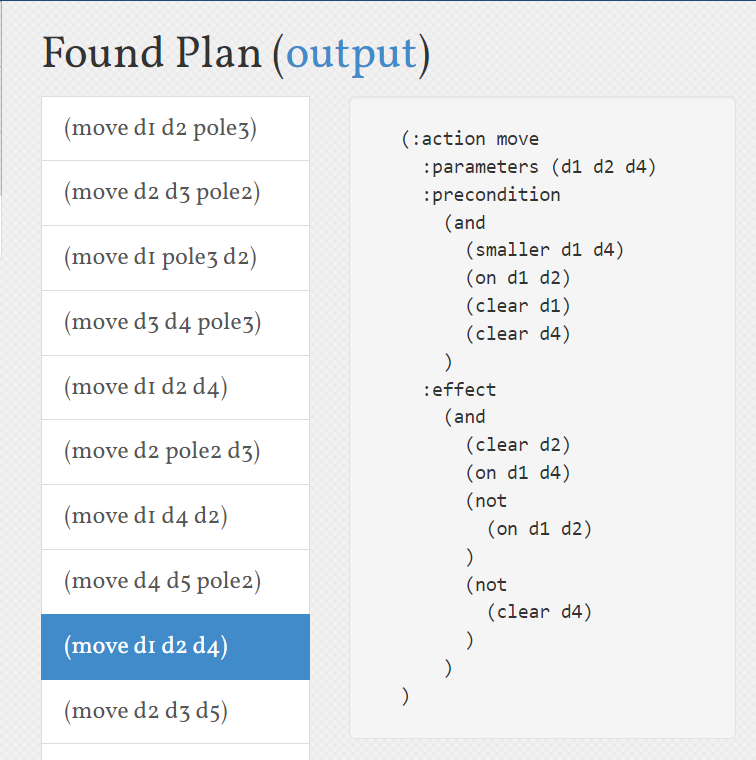 Found Plan (output)
(move d1 d2 pole3)
(move d2 d3 pole2)
(move d1 pole3 d2)
(move d3 d4 pole3)
(move d1 d2 d4)
(move d2 pole2 d3)
(move d1 d4 d2)
(move d4 d5 pole2)
(move d1 d2 d4)
(move d2 d3 d5)
(:action move
  :parameters (d1 d2 d4)
  :precondition
    (and
      (smaller d1 d4)
      (on d1 d2)
      (clear d1)
      (clear d4)
    )
  :effect
    (and
      (clear d2)
      (on d1 d4)
      (not
        (on d1 d2)
      )
      (not
        (clear d4)
      )
    )
)